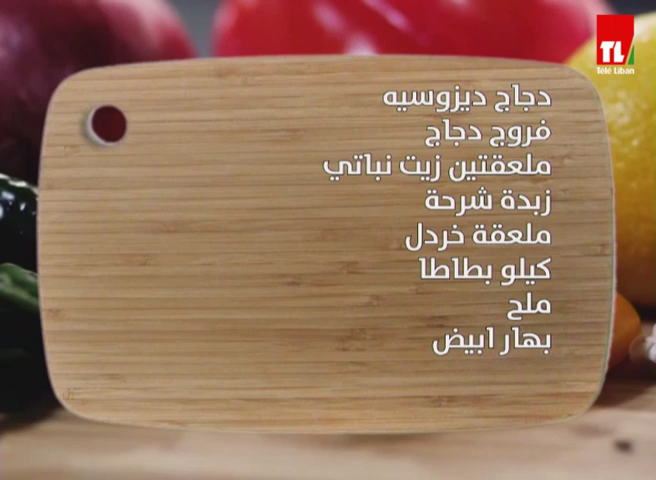 TL
Télé Liban
دجاج ديزوسيه
فروج دجاج
ملعقتين زيت نباتي
زبدة شرحة
ملعقة خردل
كيلو بطاطا
ملح
بهار ابيض